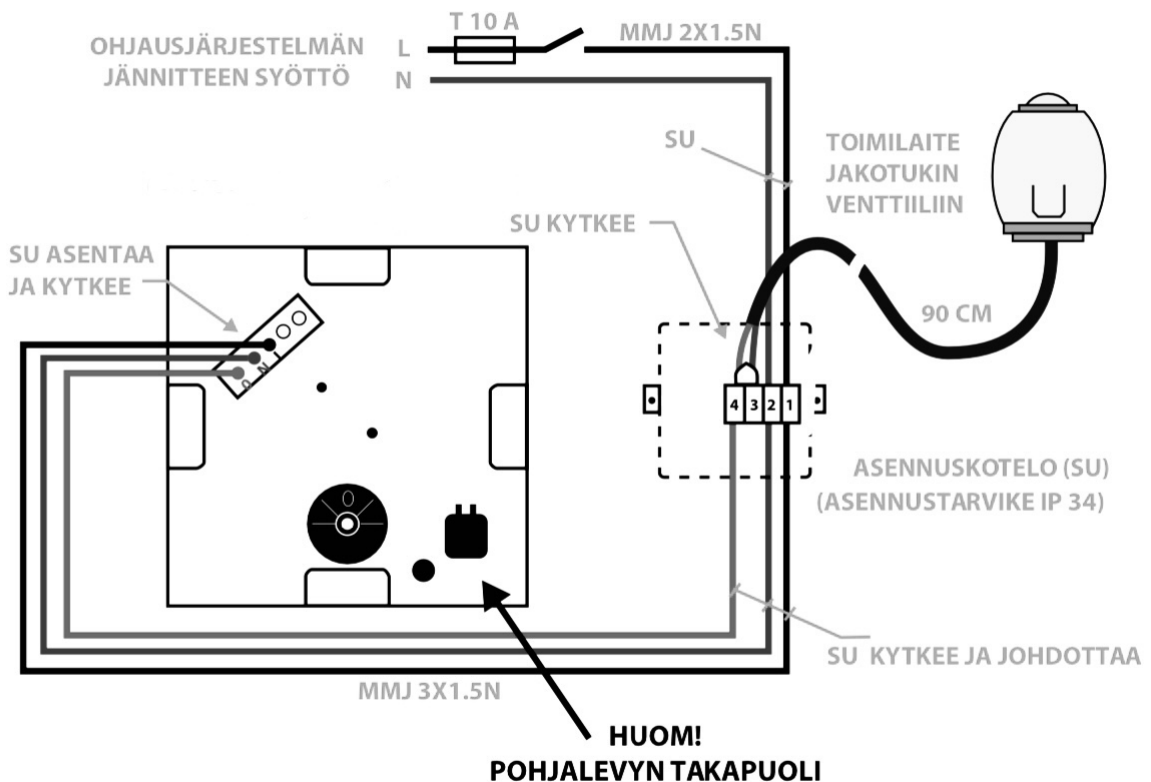 T 10 A
OHJAUSJÄRJESTELMÄN
JÄNNITTEEN SYÖTTÖ
L
N
MMJ 2X1.5N
SU
TOIMILAITE
JAKOTUKIN
VENTTIILIIN
SU KYTKEE
SU ASENTAA
JA KYTKEE
90 CM
O N I
4 3 2 1
ASENNUSKOTELO (SU)
(ASENNUSTARVIKE IP 34)
0
SU KYTKEE JA JOHDOTTAA
MMJ 3X1.5N
HUOM!
POHJALEVYN TAKAPUOLI